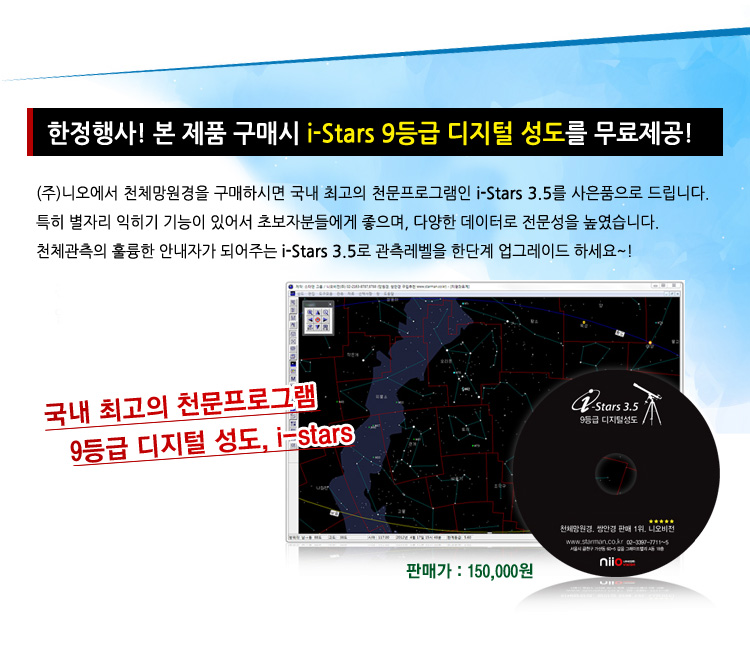 한정행사! 본 제품 구매시 i-Stars 9등급 디지털 성도를 무료제공!
(주)니오에서 천체망원경을 구매하시면 국내 최고의 천문프로그램인 i-Stars 3.5를 사은품으로 드립니다.
특히 별자리 익히기 기능이 있어서 초보자분들에게 좋으며, 다양한 데이터로 전문성을 높였습니다.
천체관측의 훌륭한 안내자가 되어주는 i-Stars 3.5로 관측레벨을 한단계 업그레이드 하세요~!
국내 최고의 천문프로그램
9등급 디지털 성도, i-stars
i-Stars 3.5
9등급 디지털성도
★★★★★
천체망원경, 쌍안경 판매 1위, 니오비전
www.starman.co.kr 02-3397-7711~5
niio
판매가 : 150,000원